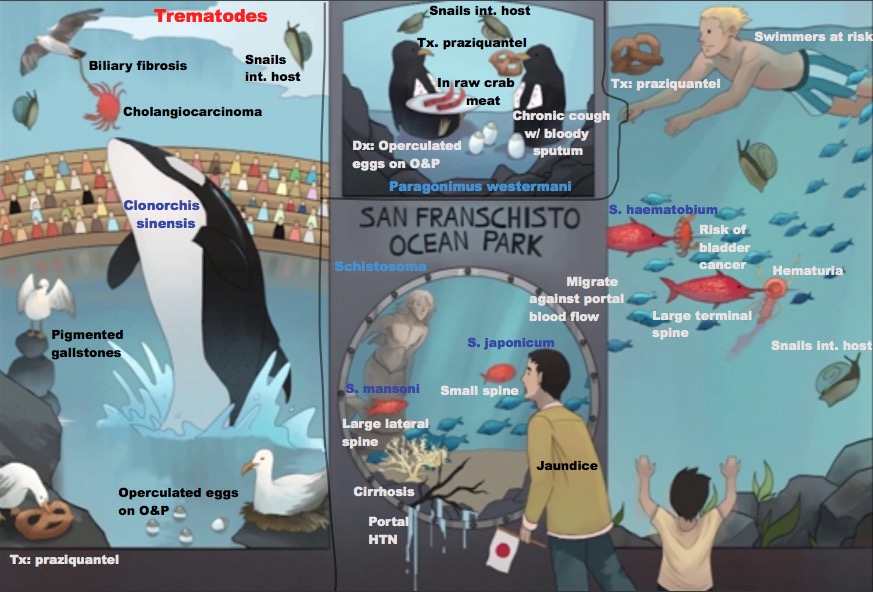 Trematodes
Biliary fibrosis
Snails
int. host
Cholangiocarcinoma
Clonorchis
sinensis
Pigmented
gallstones
Operculated eggs
on O&P
Tx: praziquantel
Snails int. host
Tx. praziquantel
In raw crab
meat
Chronic cough
w/ bloody
sputum
Dx: Operculated
eggs on O&P
Paragonimus westermani
SAN FRANSCHISTO
OCEAN PARK
Schistosoma
Migrate
against portal
blood flow
S. japonicum
Small spine
S. mansoni
Large lateral
spine
Jaundice
Cirrhosis
Portal
HTN
Swimmers at risk
Tx: praziquantel
S. haematobium
Risk of
bladder
cancer
Hematuria
Large terminal
spine
Snails int. host